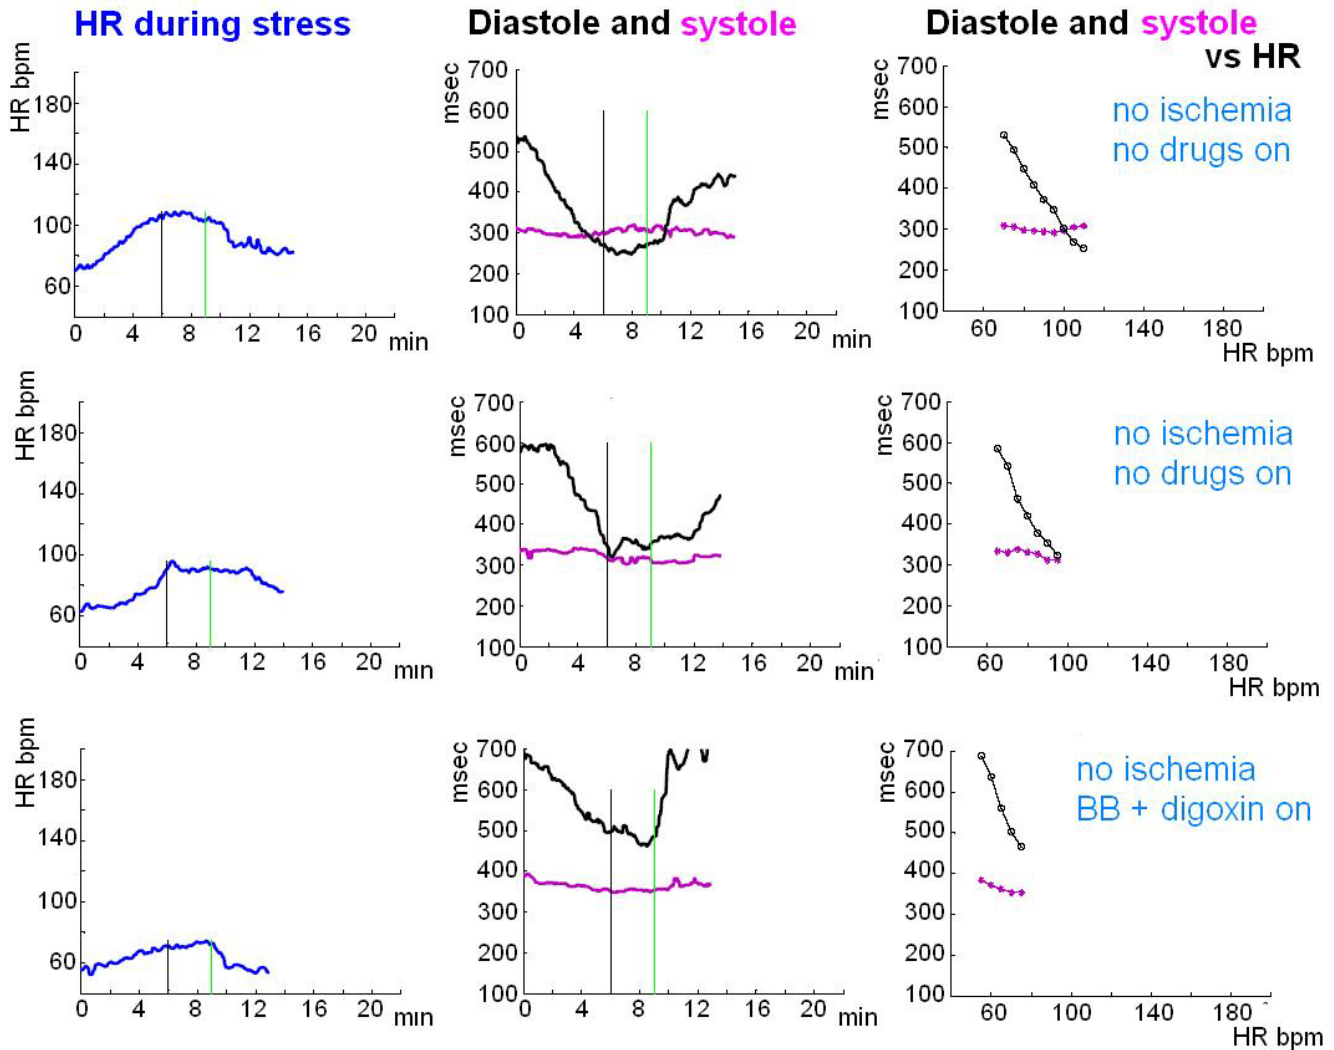 HR during stress
Diastole and systole
Diastole and systole
vs HR
HR bpm
180
140
100
60
0 4 8 12 16 20 min
msec
700
600
500
400
300
200
100
0 4 8 12 16 20 min
msec
700
600
500
400
300
200
100
60 100 140 180
HR bpm
no ischemia
no drugs on
HR bpm
180
140
100
60
0 4 8 12 16 20 min
msec
700
600
500
400
300
200
100
0 4 8 12 16 20 min
msec
700
600
500
400
300
200
100
60 100 140 180
HR bpm
no ischemia
no drugs on
HR bpm
180
140
100
60
0 4 8 12 16 20 min
msec
700
600
500
400
300
200
100
0 4 8 12 16 20 min
msec
700
600
500
400
300
200
100
60 100 140 180
HR bpm
no ischemia
BB + digoxin on